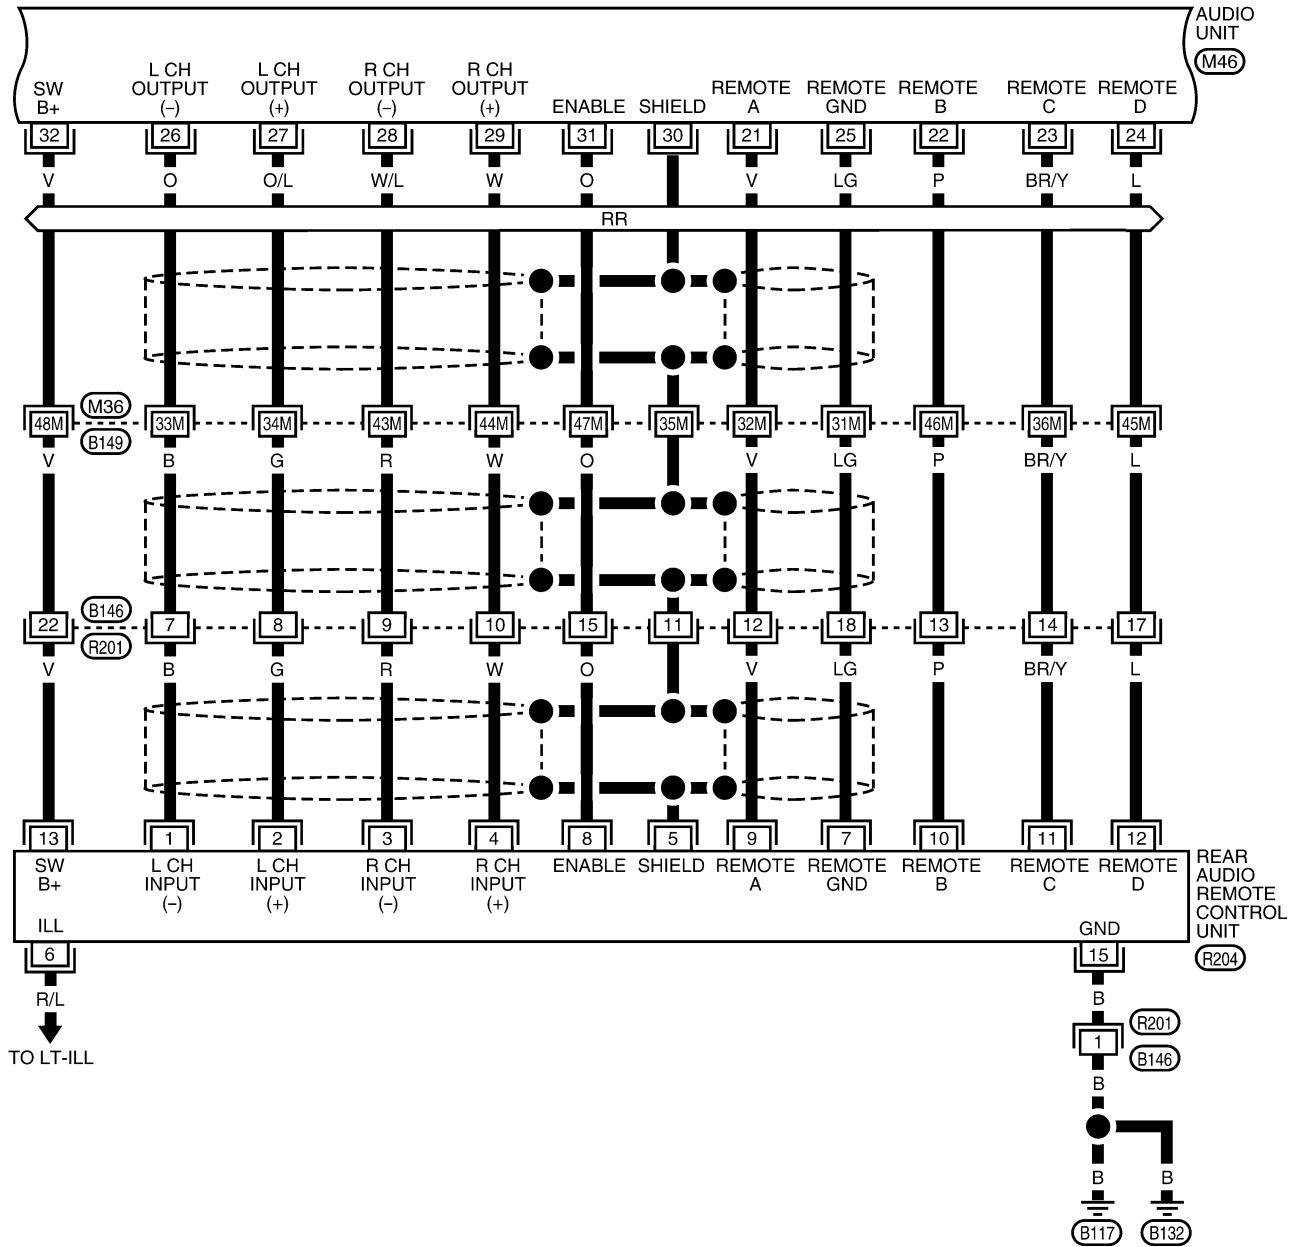 AUDIO
UNIT
M46
SW
B+
L CH
OUTPUT
(–)
L CH
OUTPUT
(+)
R CH
OUTPUT
(–)
R CH
OUTPUT
(+)
ENABLE
SHIELD
REMOTE
A
REMOTE
GND
REMOTE
B
REMOTE
C
REMOTE
D
32 26 27 28 29 31 30 21 25 22 23 24
V O O/L W/L W O V LG P BR/Y L
RR
M36
48M 33M 34M 43M 44M 47M 35M 32M 31M 46M 36M 45M
B149
V B G R W O V LG P BR/Y L
B146
22 7 8 9 10 15 11 12 18 13 14 17
R201
V B G R W O V LG P BR/Y L
13 1 2 3 4 8 5 9 7 10 11 12
SW
B+
L CH
INPUT
(–)
L CH
INPUT
(+)
R CH
INPUT
(–)
R CH
INPUT
(+)
ENABLE
SHIELD
REMOTE
A
REMOTE
GND
REMOTE
B
REMOTE
C
REMOTE
D
REAR
AUDIO
REMOTE
CONTROL
UNIT
R204
ILL
6
R/L
TO LT-ILL
GND
15
B
R201
1
B146
B
B B
B117 B132